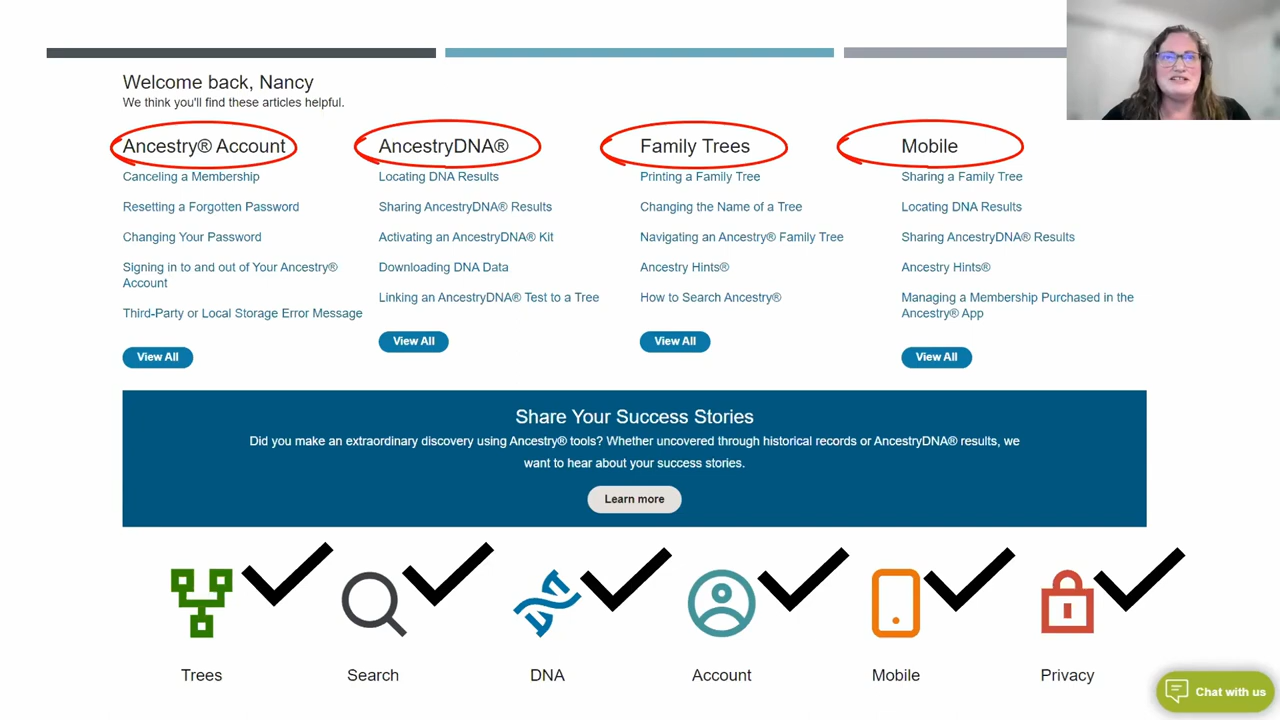 Welcome back, Nancy
We think you'll find these articles helpful.
Ancestry® Account
Canceling a Membership
Resetting a Forgotten Password
Changing Your Password
Signing in to and out of Your Ancestry®
Account
Third-Party or Local Storage Error Message
View All
AncestryDNA®
Locating DNA Results
Sharing AncestryDNA® Results
Activating an AncestryDNA® Kit
Downloading DNA Data
Linking an AncestryDNA® Test to a Tree
View All
Family Trees
Printing a Family Tree
Changing the Name of a Tree
Navigating an Ancestry® Family Tree
Ancestry Hints®
How to Search Ancestry®
View All
Mobile
Sharing a Family Tree
Locating DNA Results
Sharing AncestryDNA® Results
Ancestry Hints®
Managing a Membership Purchased in the
Ancestry® App
View All
Share Your Success Stories
Did you make an extraordinary discovery using Ancestry® tools? Whether uncovered through historical records or AncestryDNA® results, we
want to hear about your success stories.
Learn more
Trees
Search
DNA
Account
Mobile
Privacy
Chat with us